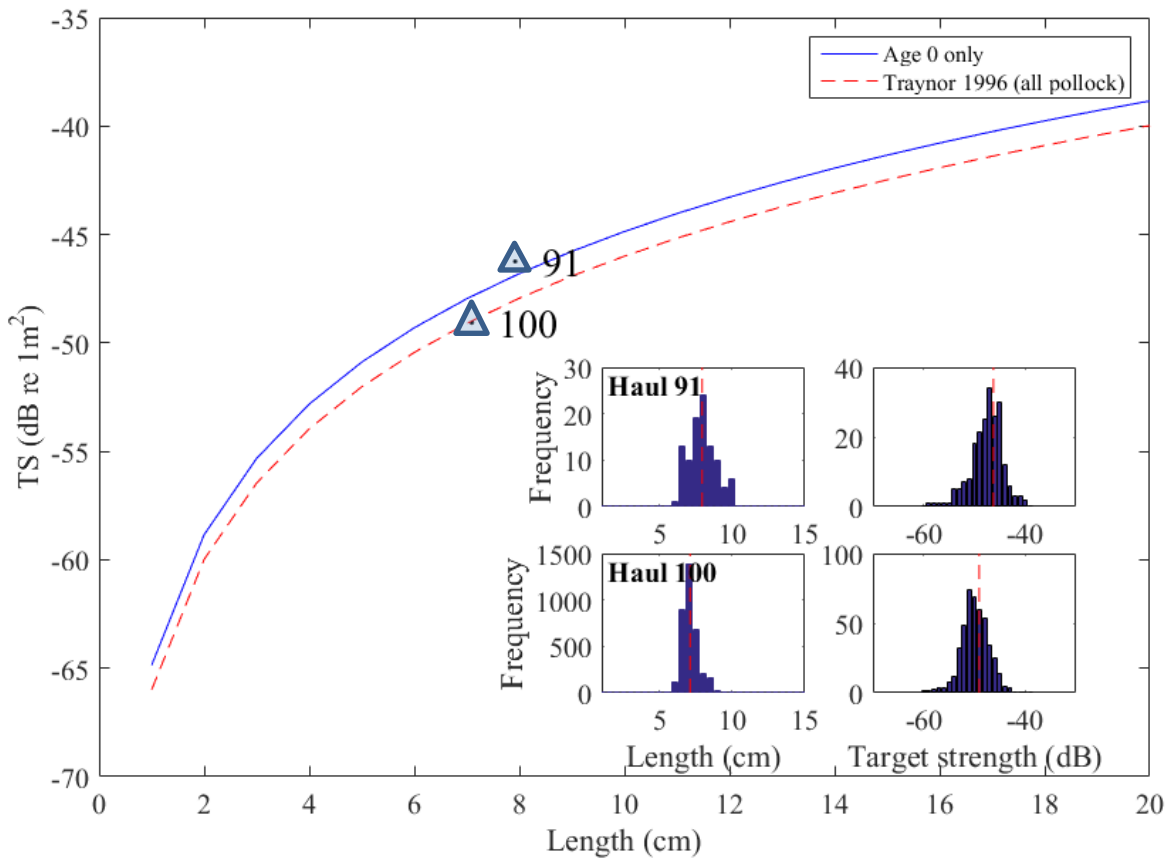 -35
-40
-45
-50
-55
-60
-65
-70
TS (dB re 1m²)
0 2 4 6 8 10 12 14 16 18 20
Length (cm)
Age 0 only
Traynor 1996 (all pollock)
91
100
30
20
10
0
Frequency
Haul 91
5 10 15
40
20
0
-60 -40
1500
1000
500
0
Frequency
Haul 100
5 10 15
Length (cm)
100
50
0
-60 -40
Target strength (dB)